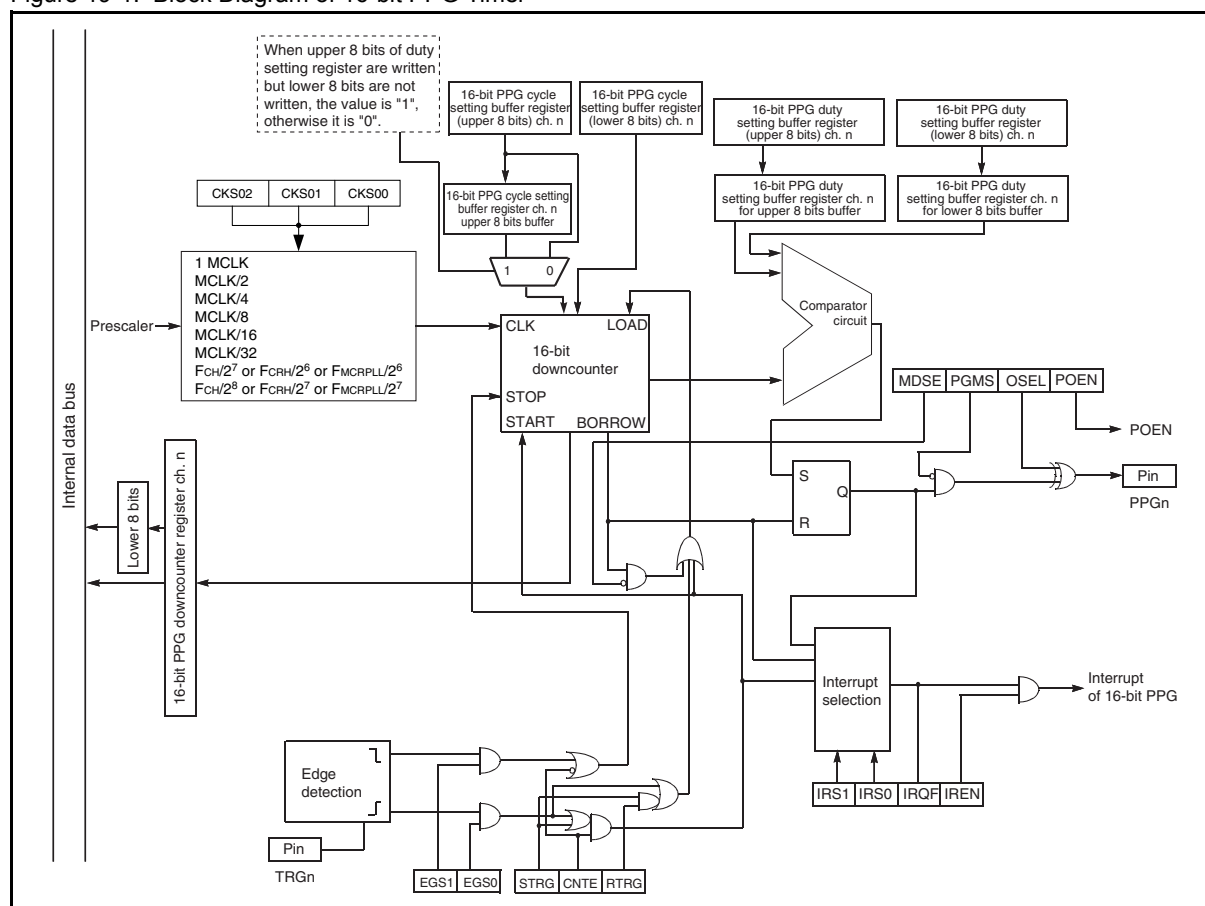 Figure 16-1. Block Diagram of 16-bit PPG Timer
When upper 8 bits of duty
setting register are written
but lower 8 bits are not
written, the value is "1",
otherwise it is "0".
16-bit PPG cycle
setting buffer register
(upper 8 bits) ch. n
16-bit PPG cycle
setting buffer register
(lower 8 bits) ch. n
16-bit PPG duty
setting buffer register
(upper 8 bits) ch. n
16-bit PPG duty
setting buffer register
(lower 8 bits) ch. n
CKS02 CKS01 CKS00
16-bit PPG cycle setting
buffer register ch. n
upper 8 bits buffer
16-bit PPG duty
setting buffer register ch. n
for upper 8 bits buffer
16-bit PPG duty
setting buffer register ch. n
for lower 8 bits buffer
1 0
Prescaler
1 MCLK
MCLK/2
MCLK/4
MCLK/8
MCLK/16
MCLK/32
FCH/2⁷ or FCRH/2⁶ or FMCRPLL/2⁶
FCH/2⁸ or FCRH/2⁷ or FMCRPLL/2⁷
CLK LOAD
16-bit
downcounter
STOP
START BORROW
Comparator
circuit
MDSE PGMS OSEL POEN
POEN
Pin
PPGn
S
Q
R
Internal data bus
Lower 8 bits
16-bit PPG downcounter register ch. n
Interrupt
selection
Interrupt
of 16-bit PPG
IRS1 IRS0 IRQF IREN
Edge
detection
Pin
TRGn
EGS1 EGS0
STRG CNTE RTRG